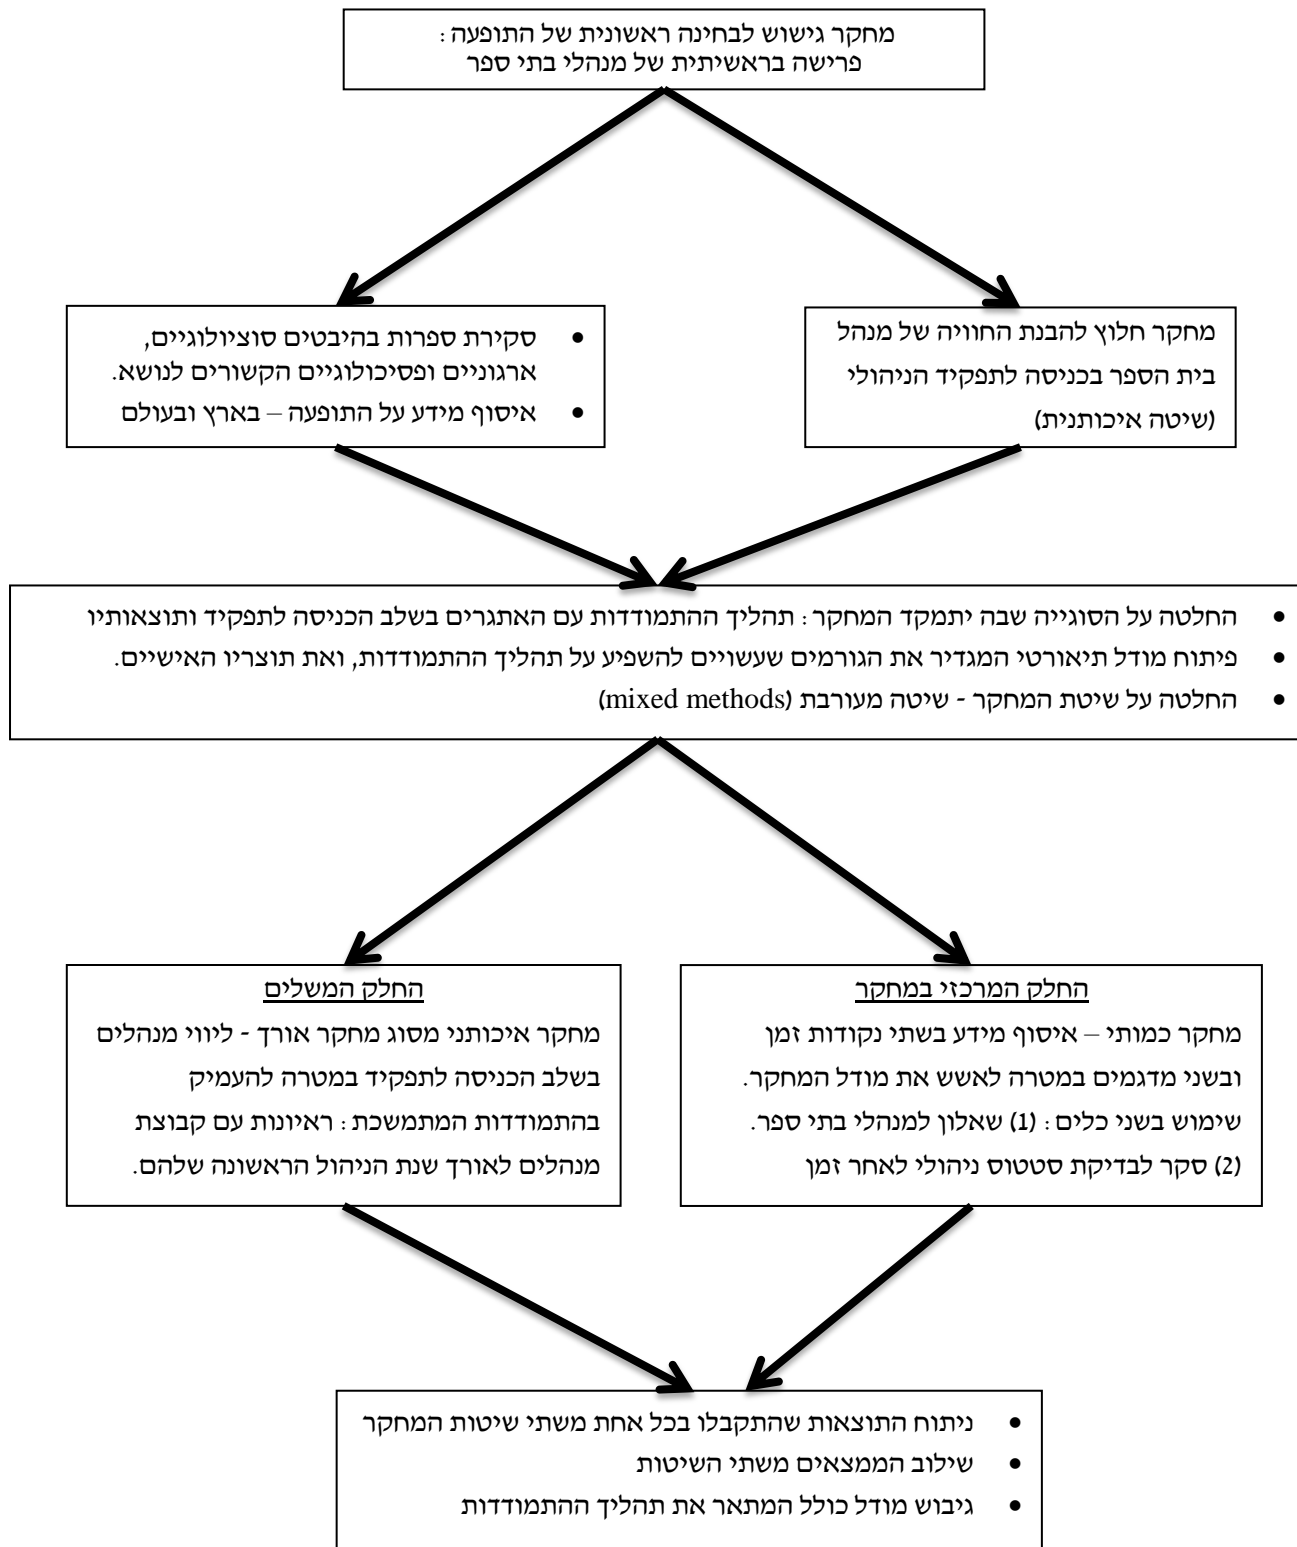 מחקר גישוש לבחינה ראשונית של התופעה:
פרישה בראשיתית של מנהלי בתי ספר
מחקר חלוץ להבנת החוויה של מנהל
בית הספר בכניסה לתפקיד הניהולי
(שיטה איכותנית)
• סקירת ספרות בהיבטים סוציולוגיים,
ארגוניים ופסיכולוגיים הקשורים לנושא.
• איסוף מידע על התופעה – בארץ ובעולם
• החלטה על הסוגייה שבה יתמקד המחקר: תהליך ההתמודדות עם האתגרים בשלב הכניסה לתפקיד ותוצאותיו
• פיתוח מודל תיאורטי המגדיר את הגורמים שעשויים להשפיע על תהליך ההתמודדות, ואת תוצריו האישיים.
• החלטה על שיטת המחקר - שיטה מעורבת (mixed methods)
החלק המרכזי במחקר
מחקר כמותי – איסוף מידע בשתי נקודות זמן
ובשני מדגמים במטרה לאשש את מודל המחקר.
שימוש בשני כלים: (1) שאלון למנהלי בתי ספר.
(2) סקר לבדיקת סטטוס ניהולי לאחר זמן
החלק המשלים
מחקר איכותני מסוג מחקר אורך - ליווי מנהלים
בשלב הכניסה לתפקיד במטרה להעמיק
בהתמודדות המתמשכת: ראיונות עם קבוצת
מנהלים לאורך שנת הניהול הראשונה שלהם.
• ניתוח התוצאות שהתקבלו בכל אחת משתי שיטות המחקר
• שילוב הממצאים משתי השיטות
• גיבוש מודל כולל המתאר את תהליך ההתמודדות